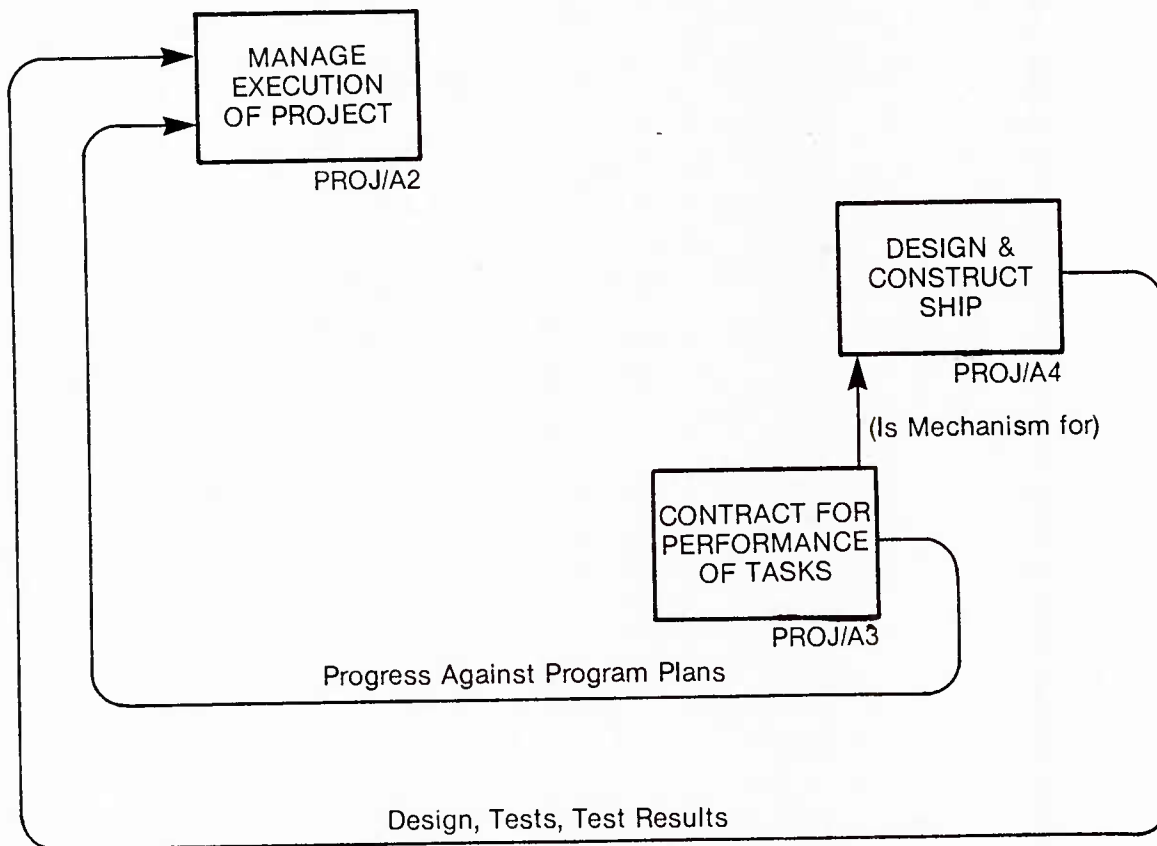 MANAGE
EXECUTION
OF PROJECT
PROJ/A2
DESIGN &
CONSTRUCT
SHIP
PROJ/A4
(Is Mechanism for)
CONTRACT FOR
PERFORMANCE
OF TASKS
PROJ/A3
Progress Against Program Plans
Design, Tests, Test Results